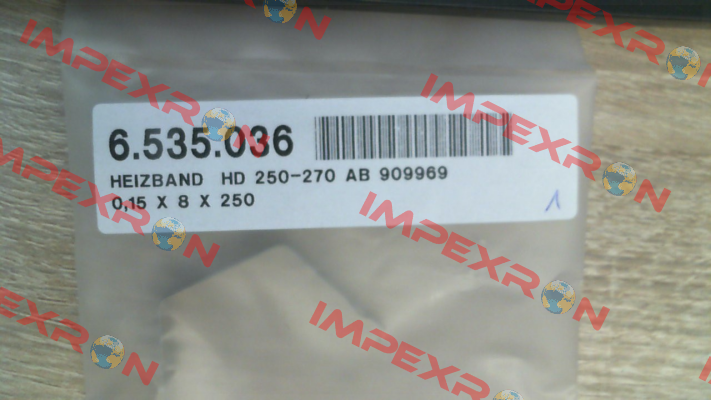 6.535.036
HEIZBAND HD 250-270 AB 909969
0,15 X 8 X 250
1
IMPEXRON
IMPEXRON
IMPEXRON
IMPEXRON
IMPEXRON
IMPEXRON